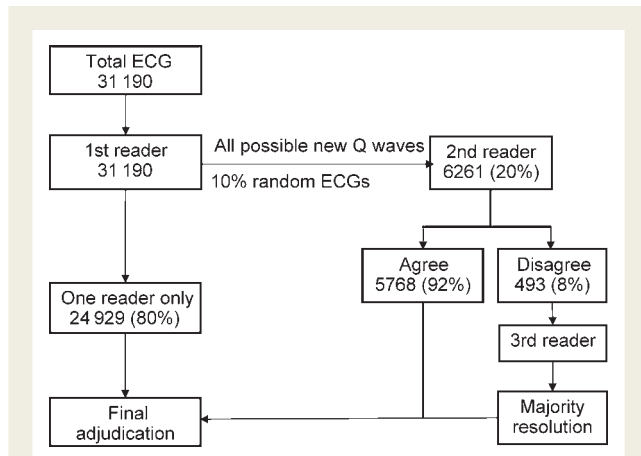 Total ECG
31 190
1st reader
31 190
All possible new Q waves
10% random ECGs
2nd reader
6261 (20%)
Agree
5768 (92%)
Disagree
493 (8%)
One reader only
24 929 (80%)
3rd reader
Final
adjudication
Majority
resolution